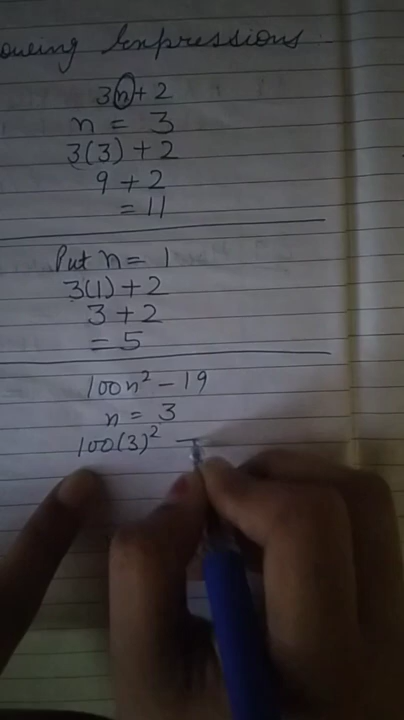 Expressions
3n+2
n = 3
3(3) + 2
9 + 2
= 11
Put n = 1
3(1) + 2
3 + 2
= 5
100n² - 19
n = 3
100(3)² -